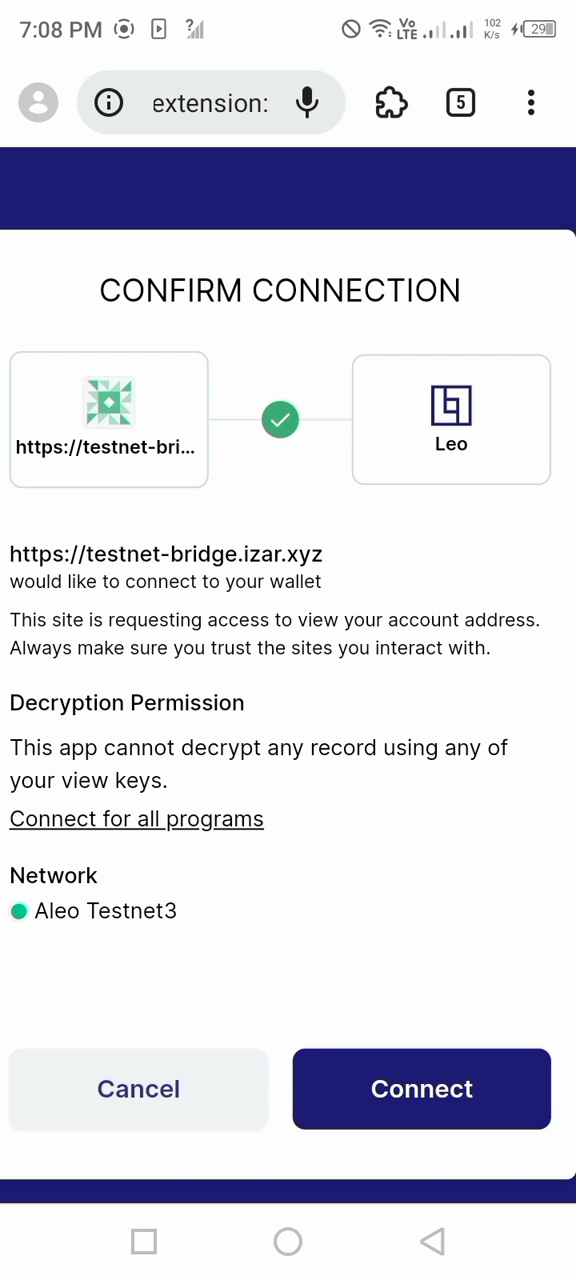 7:08 PM
Vo LTE
102 K/s
29
extension:
5
CONFIRM CONNECTION
https://testnet-bri...
Leo
https://testnet-bridge.izar.xyz
would like to connect to your wallet
This site is requesting access to view your account address.
Always make sure you trust the sites you interact with.
Decryption Permission
This app cannot decrypt any record using any of
your view keys.
Connect for all programs
Network
Aleo Testnet3
Cancel
Connect